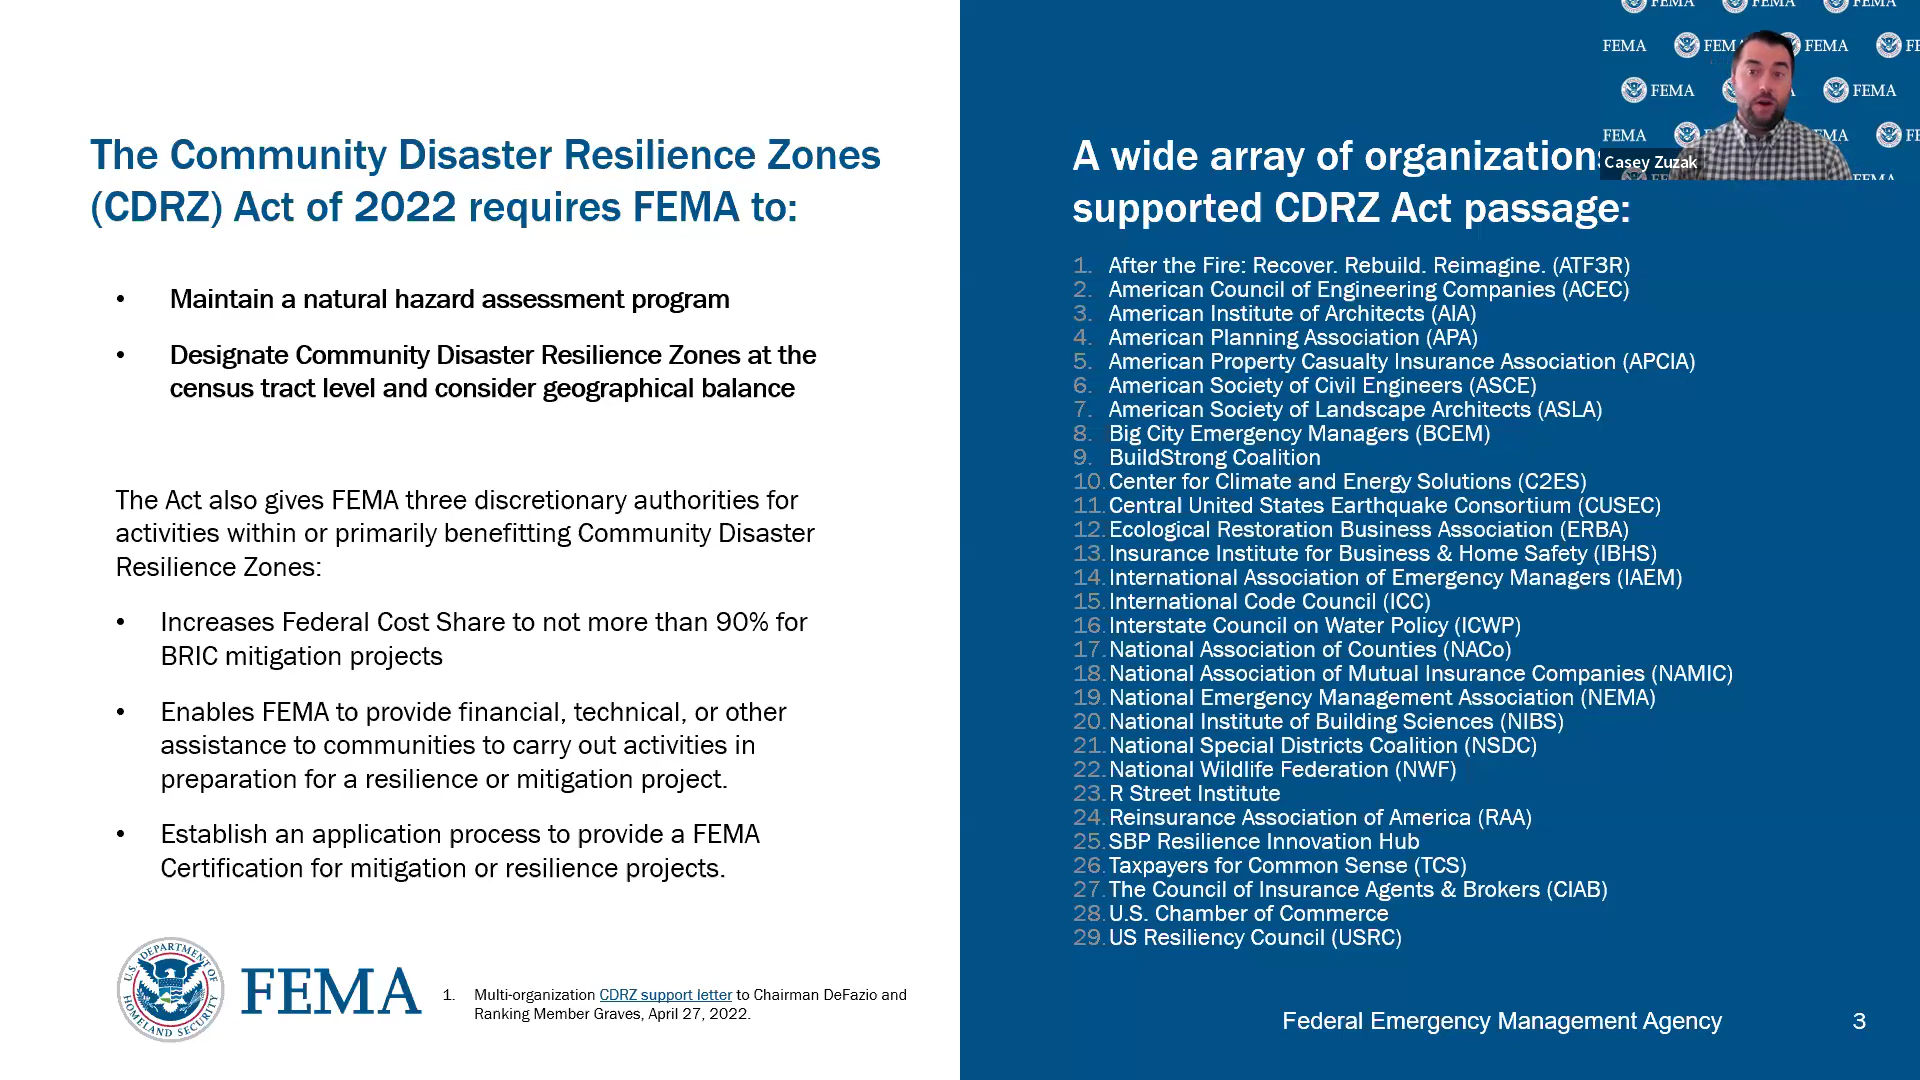 The Community Disaster Resilience Zones
(CDRZ) Act of 2022 requires FEMA to:
• Maintain a natural hazard assessment program
• Designate Community Disaster Resilience Zones at the
census tract level and consider geographical balance
The Act also gives FEMA three discretionary authorities for
activities within or primarily benefitting Community Disaster
Resilience Zones:
• Increases Federal Cost Share to not more than 90% for
BRIC mitigation projects
• Enables FEMA to provide financial, technical, or other
assistance to communities to carry out activities in
preparation for a resilience or mitigation project.
• Establish an application process to provide a FEMA
Certification for mitigation or resilience projects.
U.S. DEPARTMENT OF HOMELAND SECURITY
FEMA
1. Multi-organization CDRZ support letter to Chairman DeFazio and
Ranking Member Graves, April 27, 2022.
FEMA FEMA FEMA
FEMA FEMA FEMA
FEMA FEMA
FEMA
Casey Zuzak
A wide array of organization
supported CDRZ Act passage:
1. After the Fire: Recover. Rebuild. Reimagine. (ATF3R)
2. American Council of Engineering Companies (ACEC)
3. American Institute of Architects (AIA)
4. American Planning Association (APA)
5. American Property Casualty Insurance Association (APCIA)
6. American Society of Civil Engineers (ASCE)
7. American Society of Landscape Architects (ASLA)
8. Big City Emergency Managers (BCEM)
9. BuildStrong Coalition
10. Center for Climate and Energy Solutions (C2ES)
11. Central United States Earthquake Consortium (CUSEC)
12. Ecological Restoration Business Association (ERBA)
13. Insurance Institute for Business & Home Safety (IBHS)
14. International Association of Emergency Managers (IAEM)
15. International Code Council (ICC)
16. Interstate Council on Water Policy (ICWP)
17. National Association of Counties (NACo)
18. National Association of Mutual Insurance Companies (NAMIC)
19. National Emergency Management Association (NEMA)
20. National Institute of Building Sciences (NIBS)
21. National Special Districts Coalition (NSDC)
22. National Wildlife Federation (NWF)
23. R Street Institute
24. Reinsurance Association of America (RAA)
25. SBP Resilience Innovation Hub
26. Taxpayers for Common Sense (TCS)
27. The Council of Insurance Agents & Brokers (CIAB)
28. U.S. Chamber of Commerce
29. US Resiliency Council (USRC)
Federal Emergency Management Agency 3